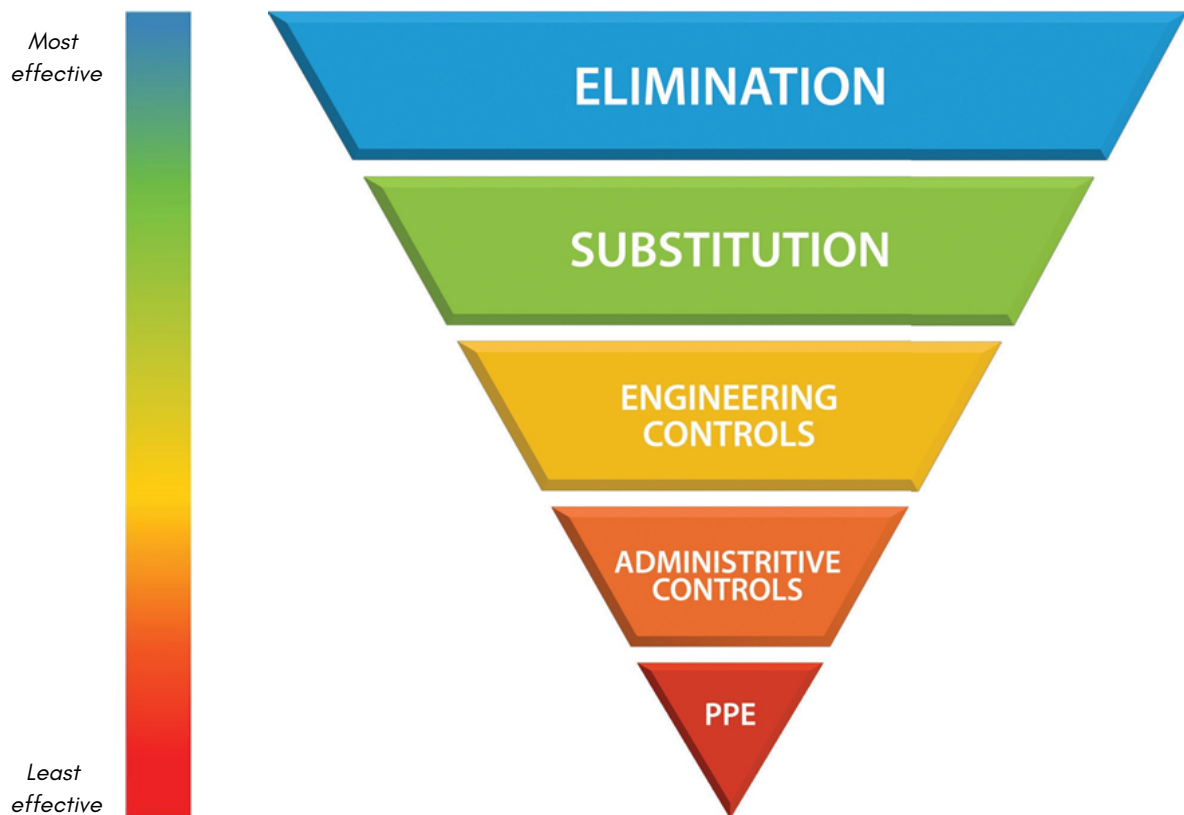 Most
effective
ELIMINATION
SUBSTITUTION
ENGINEERING
CONTROLS
ADMINISTRITIVE
CONTROLS
PPE
Least
effective